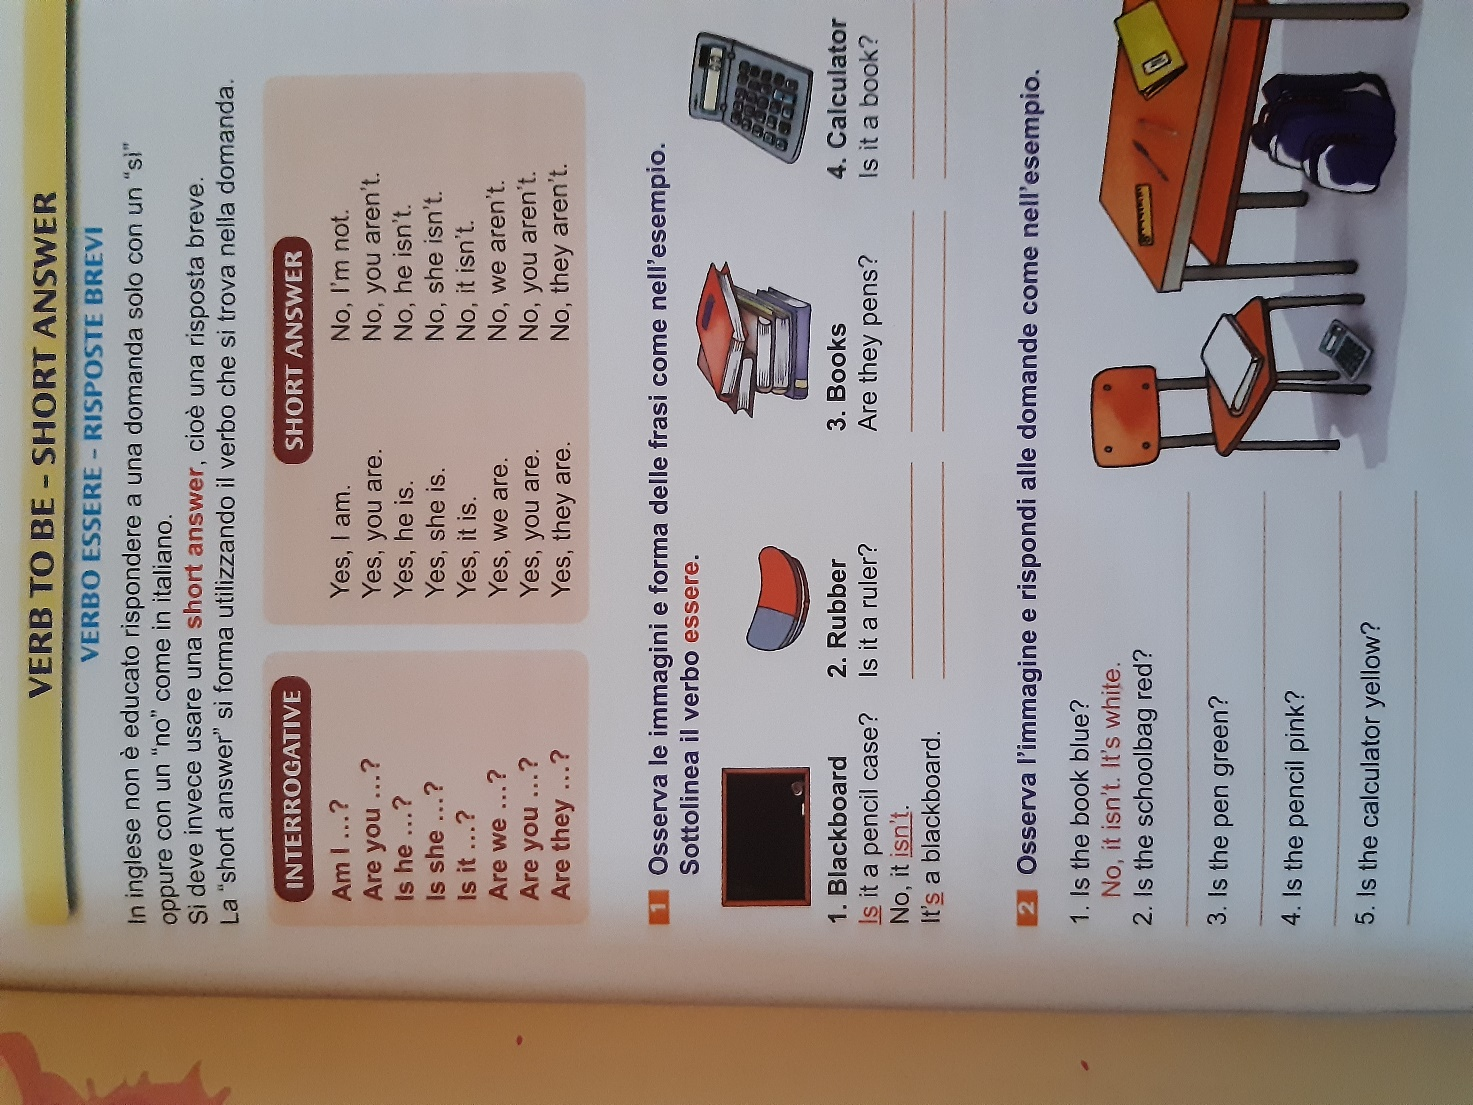 VERB TO BE - SHORT ANSWER
VERBO ESSERE - RISPOSTE BREVI
In inglese non è educato rispondere a una domanda solo con un "sì"
oppure con un "no" come in italiano.
Si deve invece usare una short answer, cioè una risposta breve.
La "short answer" si forma utilizzando il verbo che si trova nella domanda.
INTERROGATIVE
Am I ...?
Are you ...?
Is he ...?
Is she ...?
Is it ...?
Are we ...?
Are you ...?
Are they ...?
SHORT ANSWER
Yes, I am. No, I'm not.
Yes, you are. No, you aren't.
Yes, he is. No, he isn't.
Yes, she is. No, she isn't.
Yes, it is. No, it isn't.
Yes, we are. No, we aren't.
Yes, you are. No, you aren't.
Yes, they are. No, they aren't.
1 Osserva le immagini e forma delle frasi come nell'esempio.
Sottolinea il verbo essere.
1. Blackboard
Is it a pencil case?
No, it isn't.
It's a blackboard.
2. Rubber
Is it a ruler?
3. Books
Are they pens?
4. Calculator
Is it a book?
2 Osserva l'immagine e rispondi alle domande come nell'esempio.
1. Is the book blue?
No, it isn't. It's white.
2. Is the schoolbag red?
3. Is the pen green?
4. Is the pencil pink?
5. Is the calculator yellow?